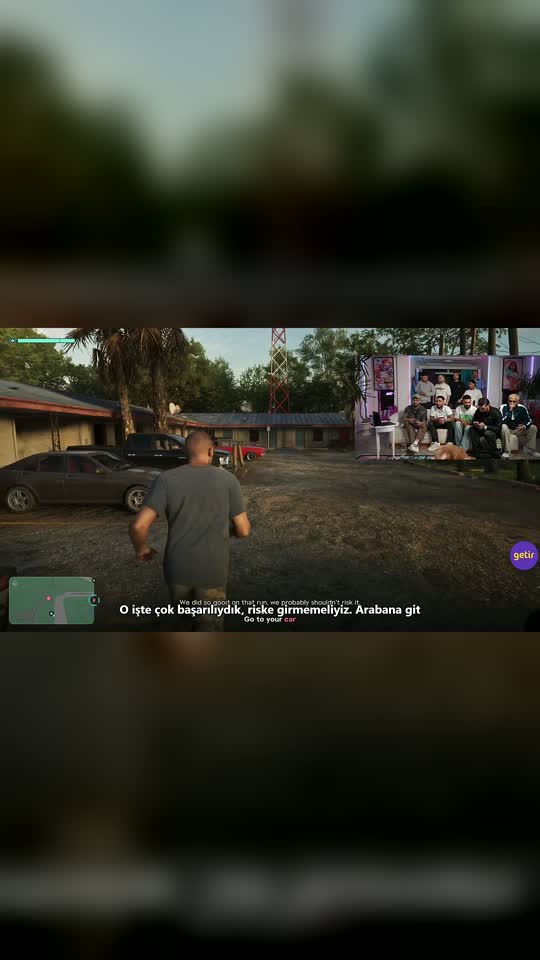 getir
We did so good on that run, we probably shouldn't risk it.
O işte çok başarılıydık, riske girmemeliyiz. Arabana git
Go to your car